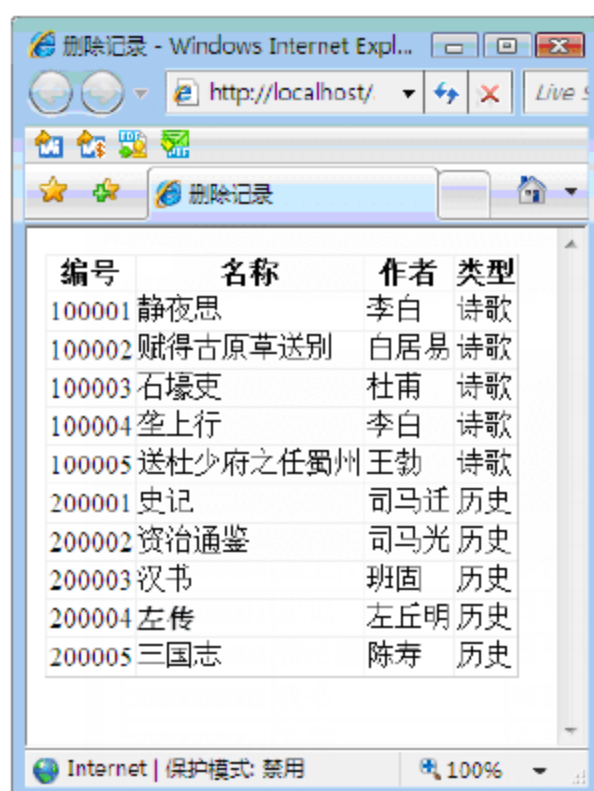 删除记录 - Windows Internet Expl...
http://localhost/. Live S
删除记录
编号 名称 作者 类型
100001 静夜思 李白 诗歌
100002 赋得古原草送别 白居易 诗歌
100003 石壕吏 杜甫 诗歌
100004 垄上行 李白 诗歌
100005 送杜少府之任蜀州 王勃 诗歌
200001 史记 司马迁 历史
200002 资治通鉴 司马光 历史
200003 汉书 班固 历史
200004 左传 左丘明 历史
200005 三国志 陈寿 历史
Internet | 保护模式: 禁用 100%